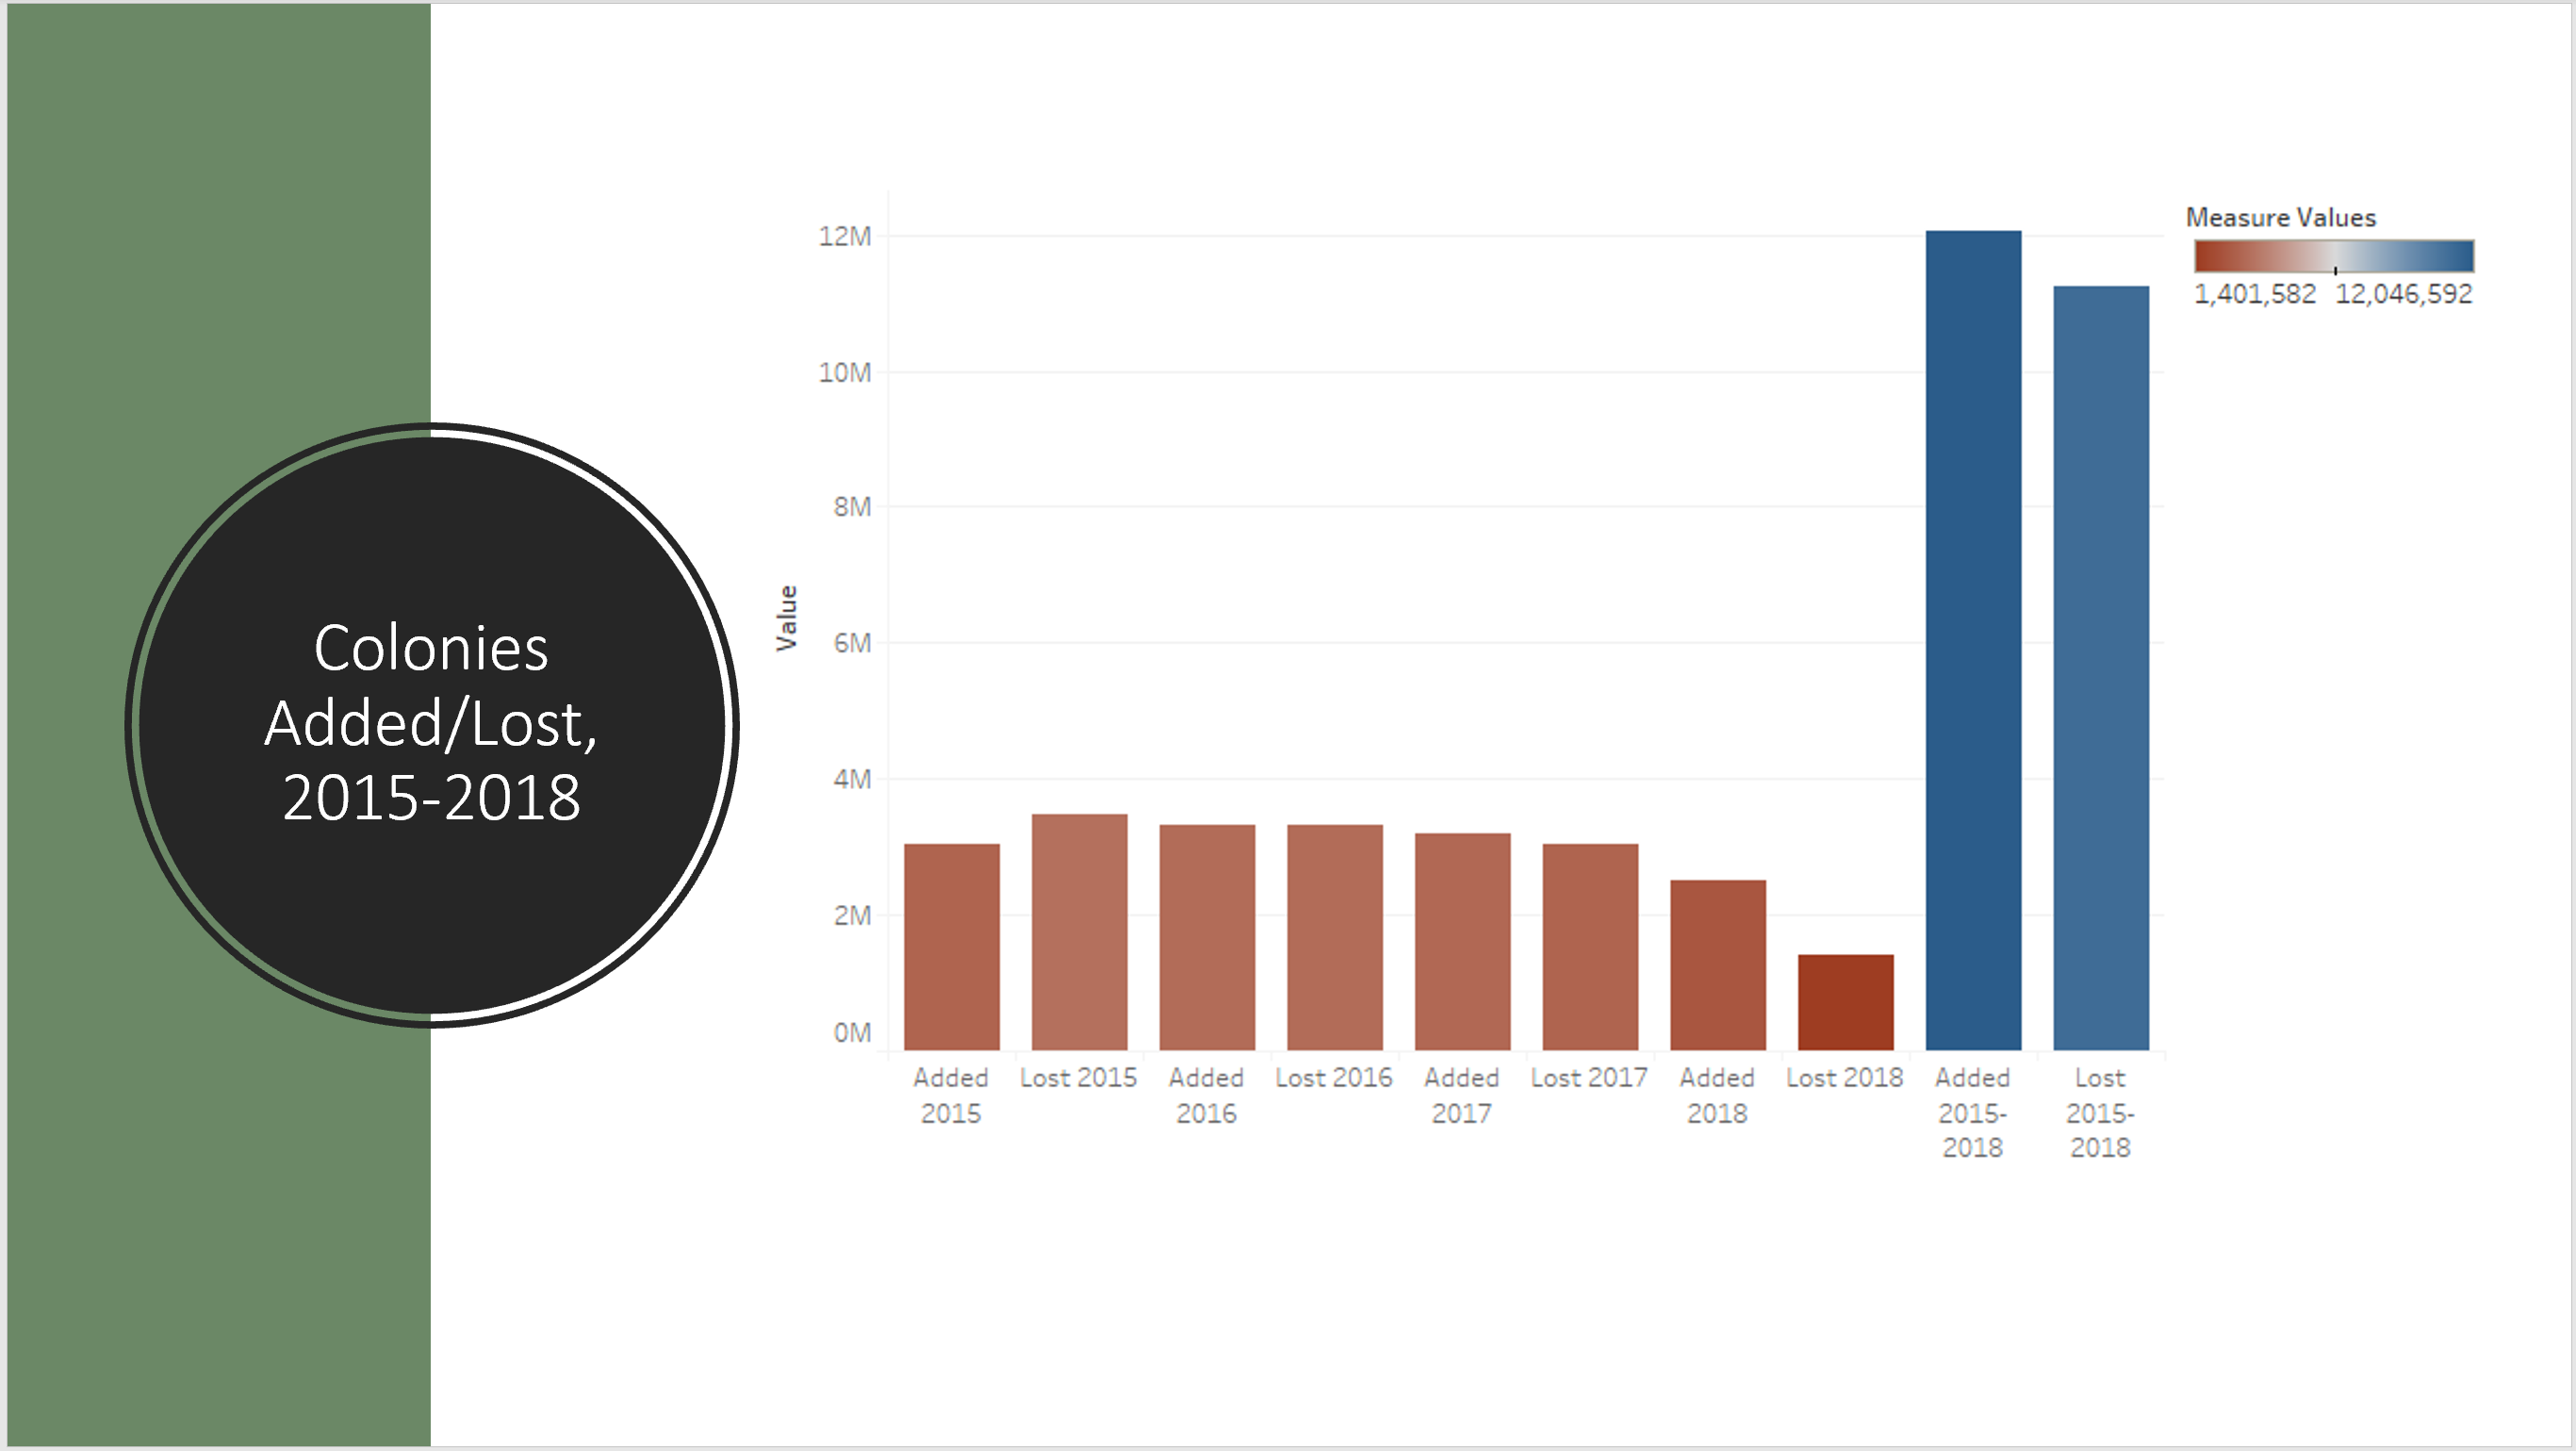 Colonies
Added/Lost,
2015-2018
Value
12M
10M
8M
6M
4M
2M
0M
Added
2015
Lost 2015
Added
2016
Lost 2016
Added
2017
Lost 2017
Added
2018
Lost 2018
Added
2015-
2018
Lost
2015-
2018
Measure Values
1,401,582 12,046,592